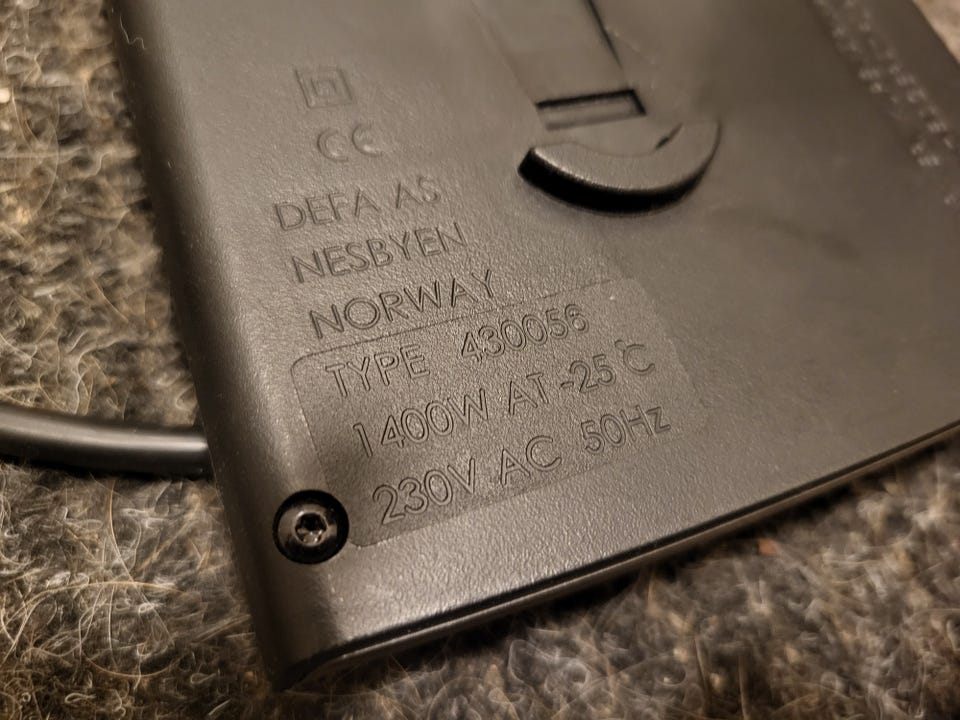 CE
DEFA AS
NESBYEN
NORWAY
TYPE 430056
1400W AT -25°C
230V AC 50Hz